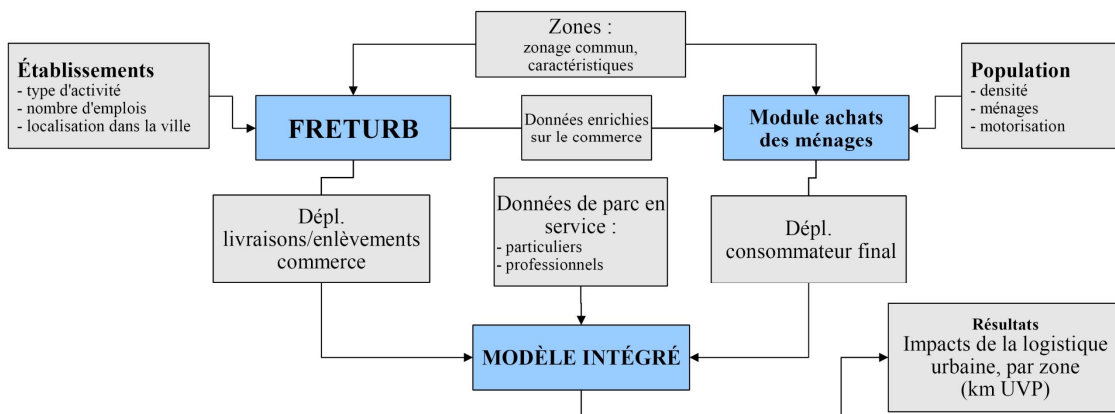 Zones :
zonage commun,
caractéristiques
Établissements
- type d'activité
- nombre d'emplois
- localisation dans la ville
FRETURB
Données enrichies
sur le commerce
Module achats
des ménages
Population
- densité
- ménages
- motorisation
Dépl.
livraisons/enlèvements
commerce
Données de parc en
service :
- particuliers
- professionnels
Dépl.
consommateur final
MODÈLE INTÉGRÉ
Résultats
Impacts de la logistique
urbaine, par zone
(km UVP)